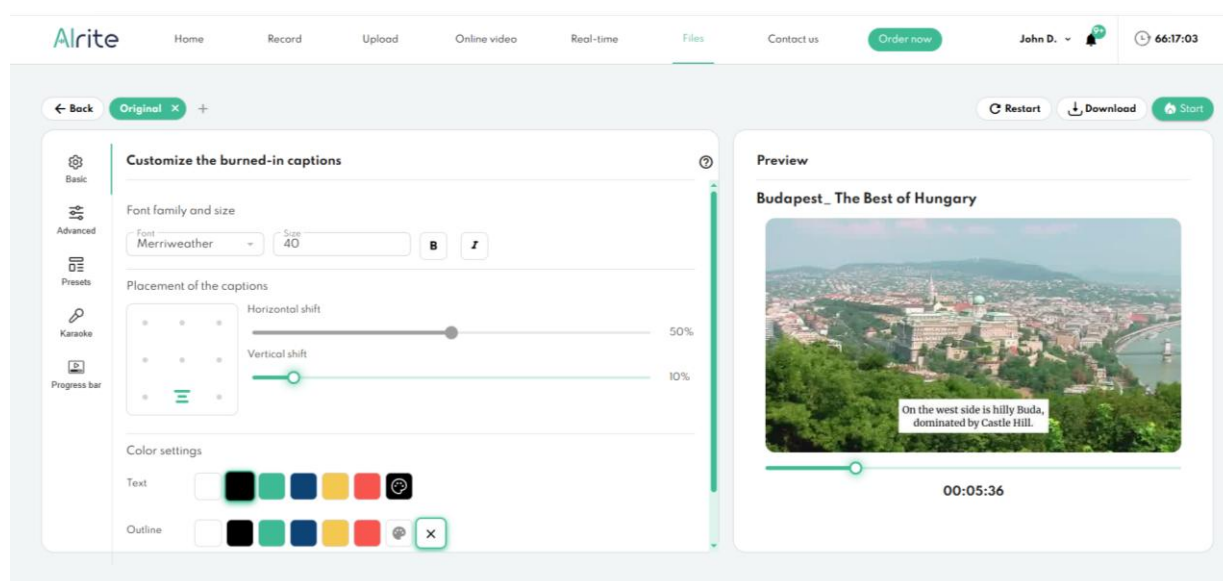 Alrite
Home Record Upload Online video Real-time Files Contact us Order now John D. 9+ 66:17:03
Back Original × +
Restart Download Start
Basic
Advanced
Presets
Karaoke
Progress bar
Customize the burned-in captions
Font family and size
Font
Merriweather
Size
40
B I
Placement of the captions
Horizontal shift
50%
Vertical shift
10%
Color settings
Text
Outline
Preview
Budapest_ The Best of Hungary
On the west side is hilly Buda,
dominated by Castle Hill.
00:05:36